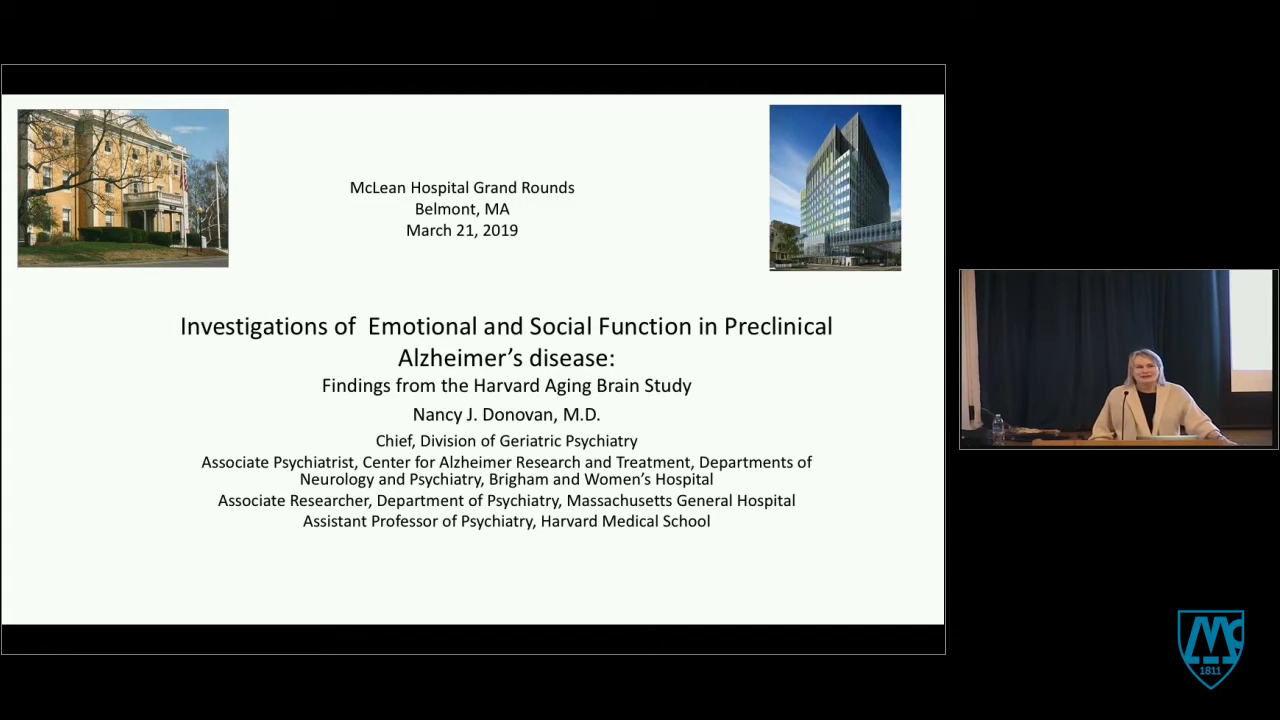 McLean Hospital Grand Rounds
Belmont, MA
March 21, 2019
Investigations of  Emotional and Social Function in Preclinical
Alzheimer’s disease:
Findings from the Harvard Aging Brain Study
Nancy J. Donovan, M.D.
Chief, Division of Geriatric Psychiatry
Associate Psychiatrist, Center for Alzheimer Research and Treatment, Departments of
Neurology and Psychiatry, Brigham and Women’s Hospital
Associate Researcher, Department of Psychiatry, Massachusetts General Hospital
Assistant Professor of Psychiatry, Harvard Medical School
Mc
1811